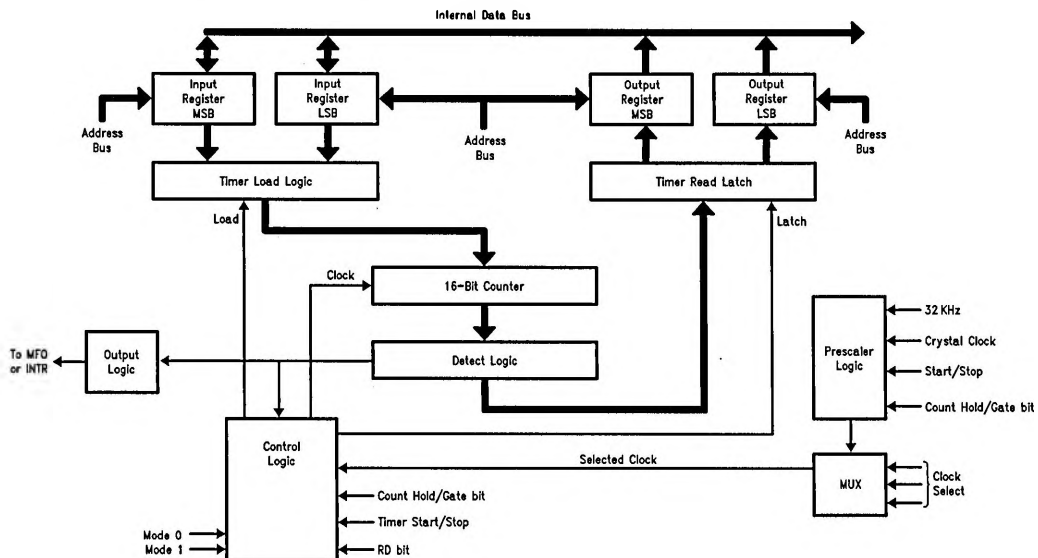 Internal Data Bus
Input
Register
MSB
Input
Register
LSB
Output
Register
MSB
Output
Register
LSB
Address
Bus
Address
Bus
Address
Bus
Timer Load Logic
Timer Read Latch
Load
Latch
Clock
16-Bit Counter
32 KHz
To MFO
or INTR
Output
Logic
Detect Logic
Prescaler
Logic
Crystal Clock
Start/Stop
Count Hold/Gate bit
Control
Logic
Selected Clock
MUX
Clock
Select
Count Hold/Gate bit
Timer Start/Stop
RD bit
Mode 0
Mode 1